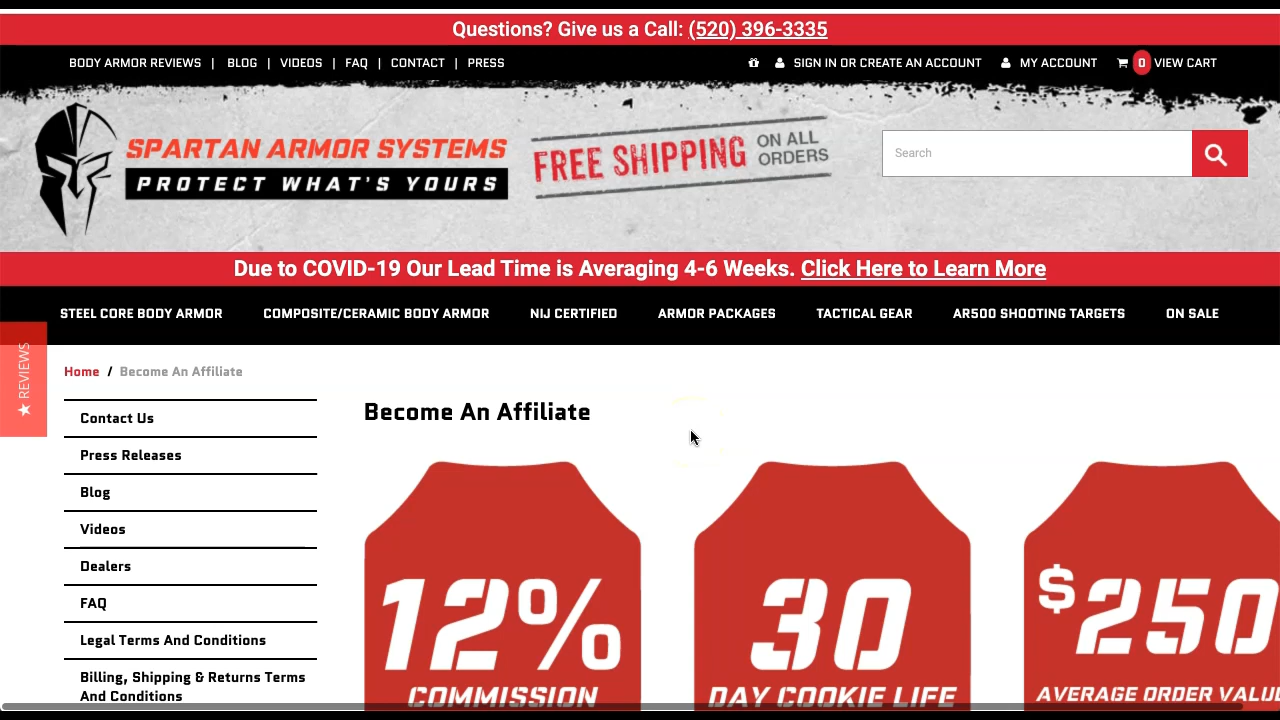 Questions? Give us a Call: (520) 396-3335
BODY ARMOR REVIEWS | BLOG | VIDEOS | FAQ | CONTACT | PRESS
SIGN IN OR CREATE AN ACCOUNT MY ACCOUNT 0 VIEW CART
SPARTAN ARMOR SYSTEMS
PROTECT WHAT'S YOURS
FREE SHIPPING ON ALL ORDERS
Search
Due to COVID-19 Our Lead Time is Averaging 4-6 Weeks. Click Here to Learn More
STEEL CORE BODY ARMOR COMPOSITE/CERAMIC BODY ARMOR NIJ CERTIFIED ARMOR PACKAGES TACTICAL GEAR AR500 SHOOTING TARGETS ON SALE
★ REVIEWS
Home / Become An Affiliate
Contact Us
Press Releases
Blog
Videos
Dealers
FAQ
Legal Terms And Conditions
Billing, Shipping & Returns Terms
And Conditions
Become An Affiliate
12%
COMMISSION
30
DAY COOKIE LIFE
$250
AVERAGE ORDER VALU